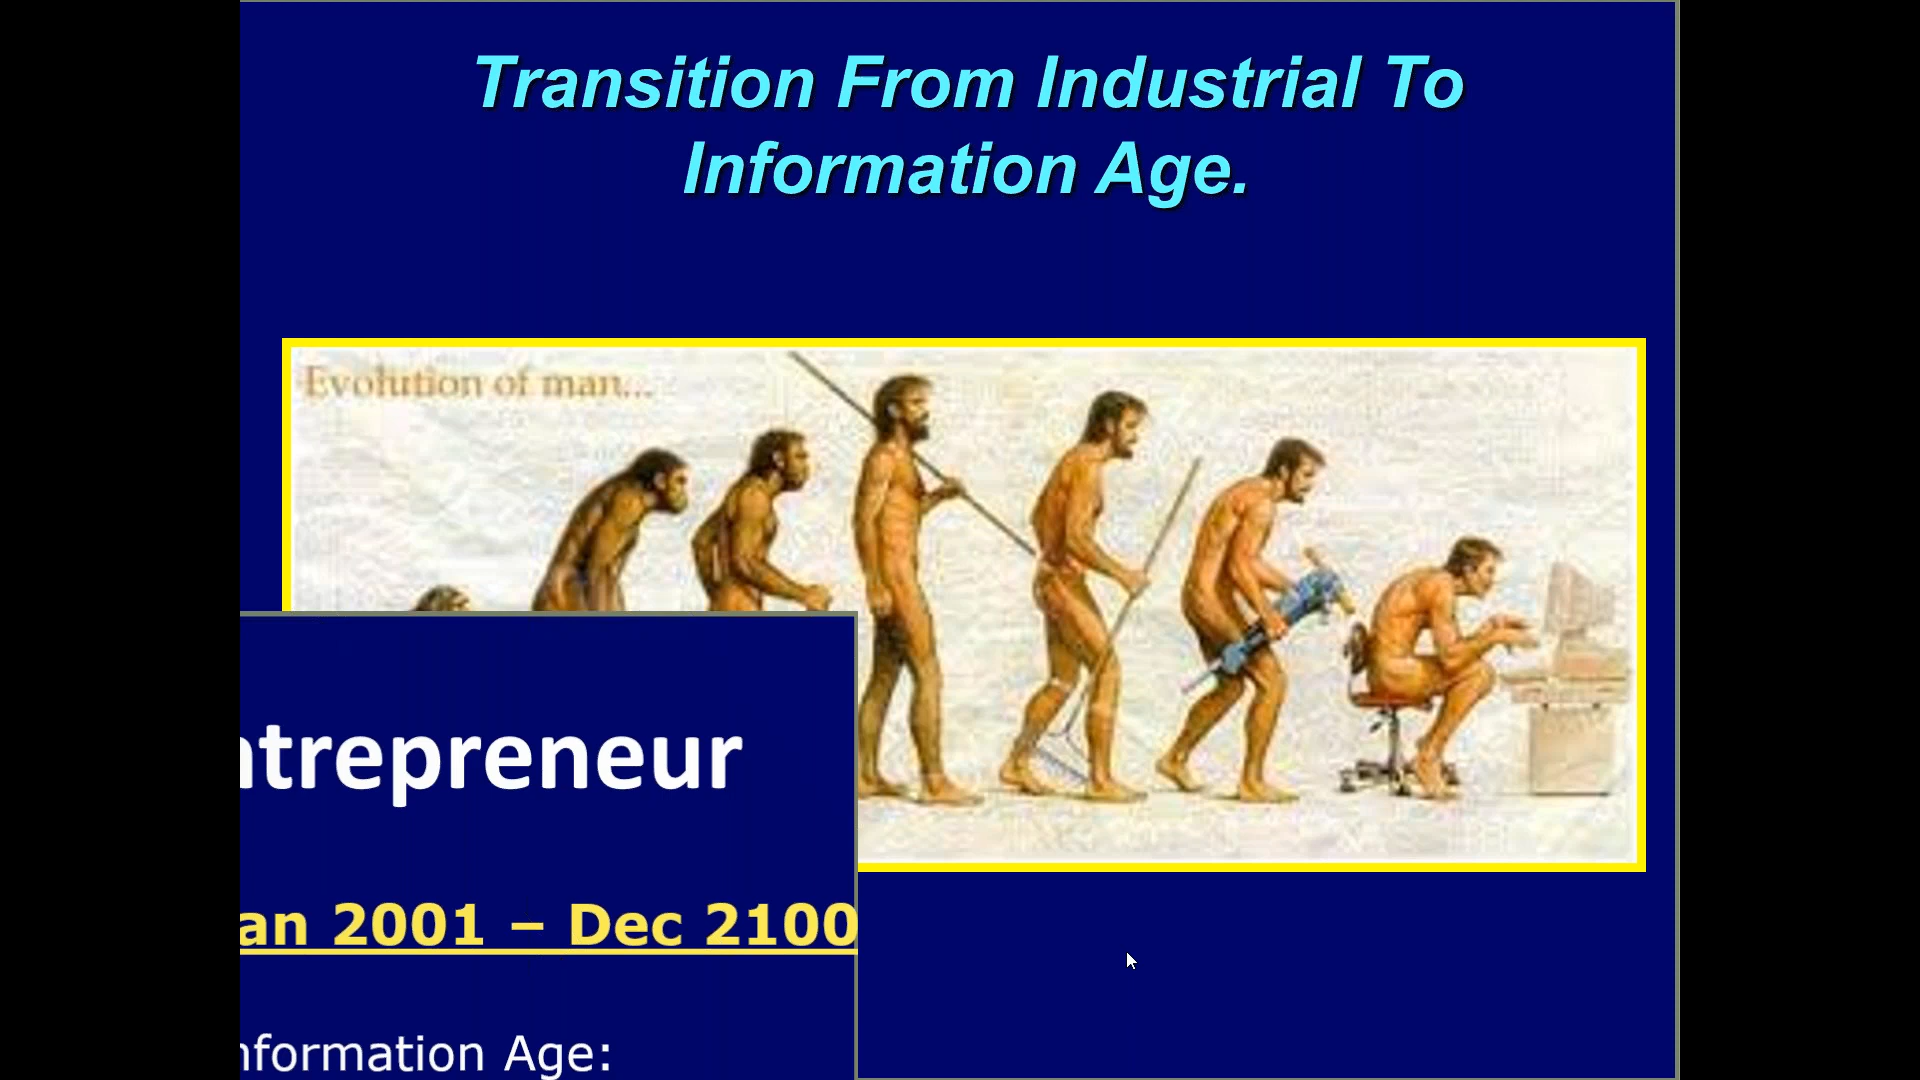 Transition From Industrial To
Information Age.
Evolution of man...
ntrepreneur
an 2001 – Dec 2100
nformation Age: